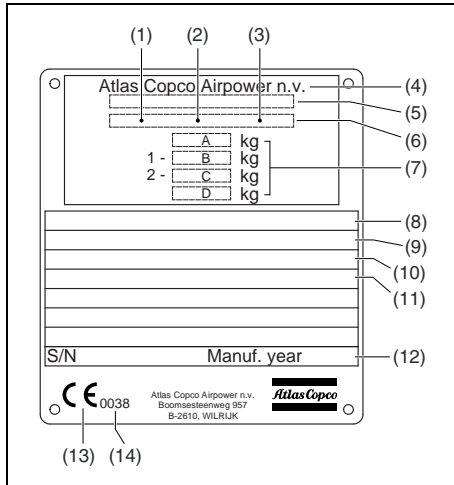 (1) (2) (3)
Atlas Copco Airpower n.v. (4)
(5)
(6)
A kg
1 - B kg (7)
2 - C kg
D kg
(8)
(9)
(10)
(11)
S/N Manuf. year (12)
CE 0038 Atlas Copco Airpower n.v. Atlas Copco
Boomsesteenweg 957
B-2610, WILRIJK
(13) (14)